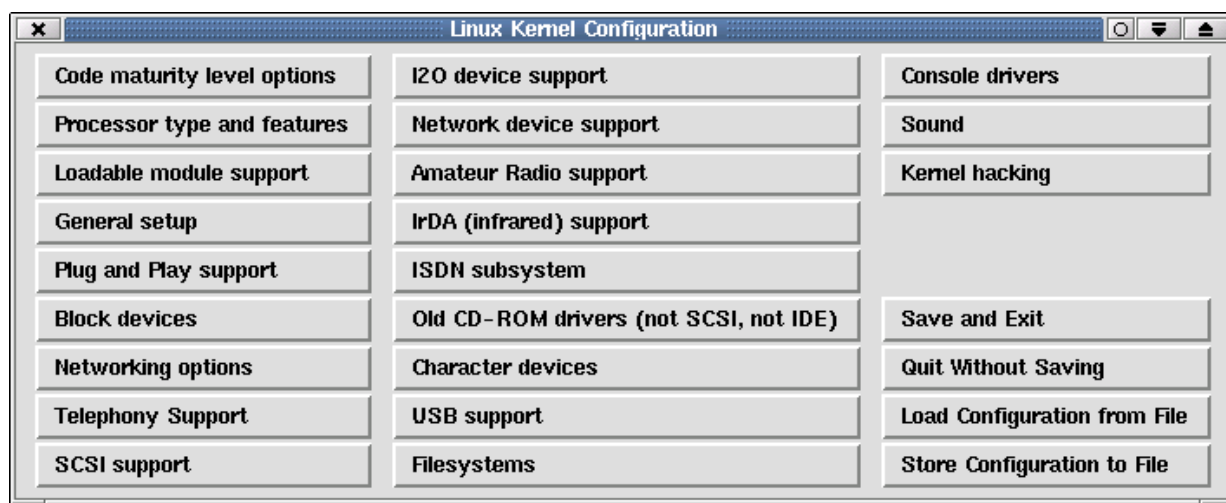 Linux Kernel Configuration
Code maturity level options
Processor type and features
Loadable module support
General setup
Plug and Play support
Block devices
Networking options
Telephony Support
SCSI support
I2O device support
Network device support
Amateur Radio support
IrDA (infrared) support
ISDN subsystem
Old CD-ROM drivers (not SCSI, not IDE)
Character devices
USB support
Filesystems
Console drivers
Sound
Kernel hacking
Save and Exit
Quit Without Saving
Load Configuration from File
Store Configuration to File